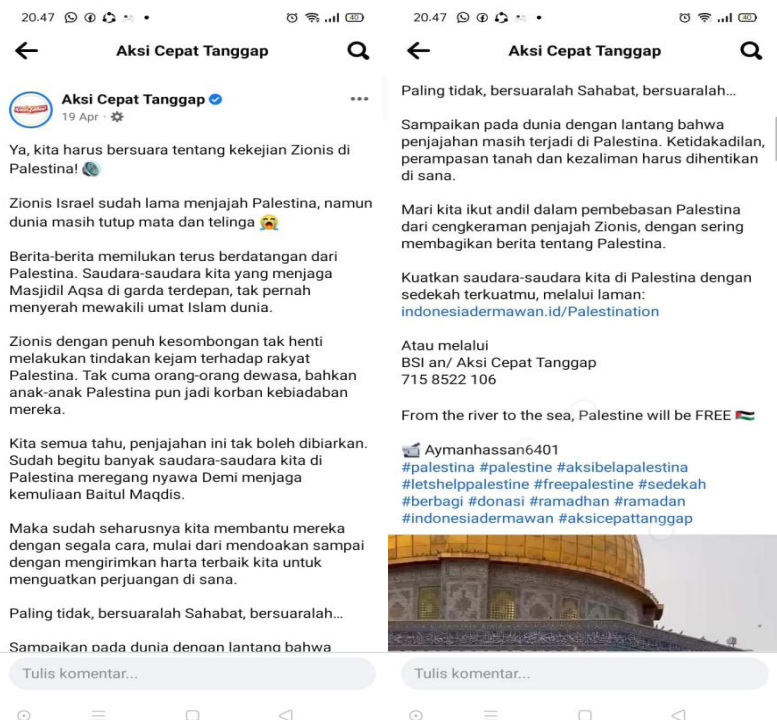 20.47
40
Aksi Cepat Tanggap
Aksi Cepat Tanggap
19 Apr ·
Ya, kita harus bersuara tentang kekejian Zionis di
Palestina!
Zionis Israel sudah lama menjajah Palestina, namun
dunia masih tutup mata dan telinga
Berita-berita memilukan terus berdatangan dari
Palestina. Saudara-saudara kita yang menjaga
Masjidil Aqsa di garda terdepan, tak pernah
menyerah mewakili umat Islam dunia.
Zionis dengan penuh kesombongan tak henti
melakukan tindakan kejam terhadap rakyat
Palestina. Tak cuma orang-orang dewasa, bahkan
anak-anak Palestina pun jadi korban kebiadaban
mereka.
Kita semua tahu, penjajahan ini tak boleh dibiarkan.
Sudah begitu banyak saudara-saudara kita di
Palestina meregang nyawa Demi menjaga
kemuliaan Baitul Maqdis.
Maka sudah seharusnya kita membantu mereka
dengan segala cara, mulai dari mendoakan sampai
dengan mengirimkan harta terbaik kita untuk
menguatkan perjuangan di sana.
Paling tidak, bersuaralah Sahabat, bersuaralah...
Sampaikan pada dunia dengan lantang bahwa
Tulis komentar...
20.47
40
Aksi Cepat Tanggap
Paling tidak, bersuaralah Sahabat, bersuaralah...
Sampaikan pada dunia dengan lantang bahwa
penjajahan masih terjadi di Palestina. Ketidakadilan,
perampasan tanah dan kezaliman harus dihentikan
di sana.
Mari kita ikut andil dalam pembebasan Palestina
dari cengkeraman penjajah Zionis, dengan sering
membagikan berita tentang Palestina.
Kuatkan saudara-saudara kita di Palestina dengan
sedekah terkuatmu, melalui laman:
indonesiadermawan.id/Palestination
Atau melalui
BSI an/ Aksi Cepat Tanggap
715 8522 106
From the river to the sea, Palestine will be FREE
Aymanhassan6401
#palestina #palestine #aksibelapalestina
#letshelppalestine #freepalestine #sedekah
#berbagi #donasi #ramadhan #ramadan
#indonesiadermawan #aksicepattanggap
Tulis komentar...